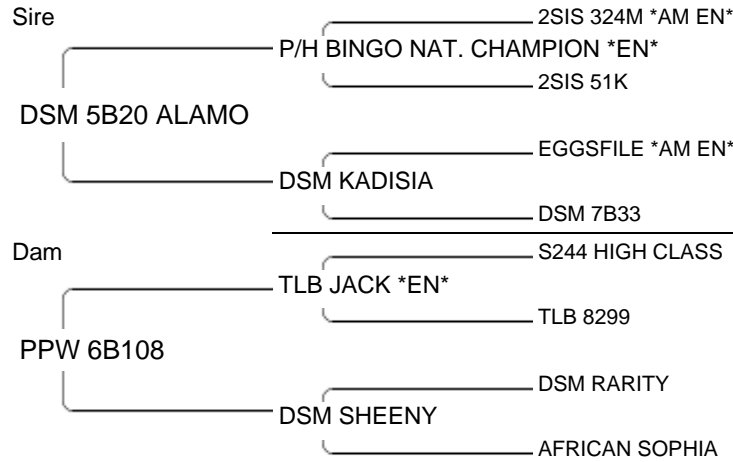 Sire
2SIS 324M *AM EN*
P/H BINGO NAT. CHAMPION *EN*
2SIS 51K
DSM 5B20 ALAMO
EGGSFILE *AM EN*
DSM KADISIA
DSM 7B33
Dam
S244 HIGH CLASS
TLB JACK *EN*
TLB 8299
PPW 6B108
DSM RARITY
DSM SHEENY
AFRICAN SOPHIA